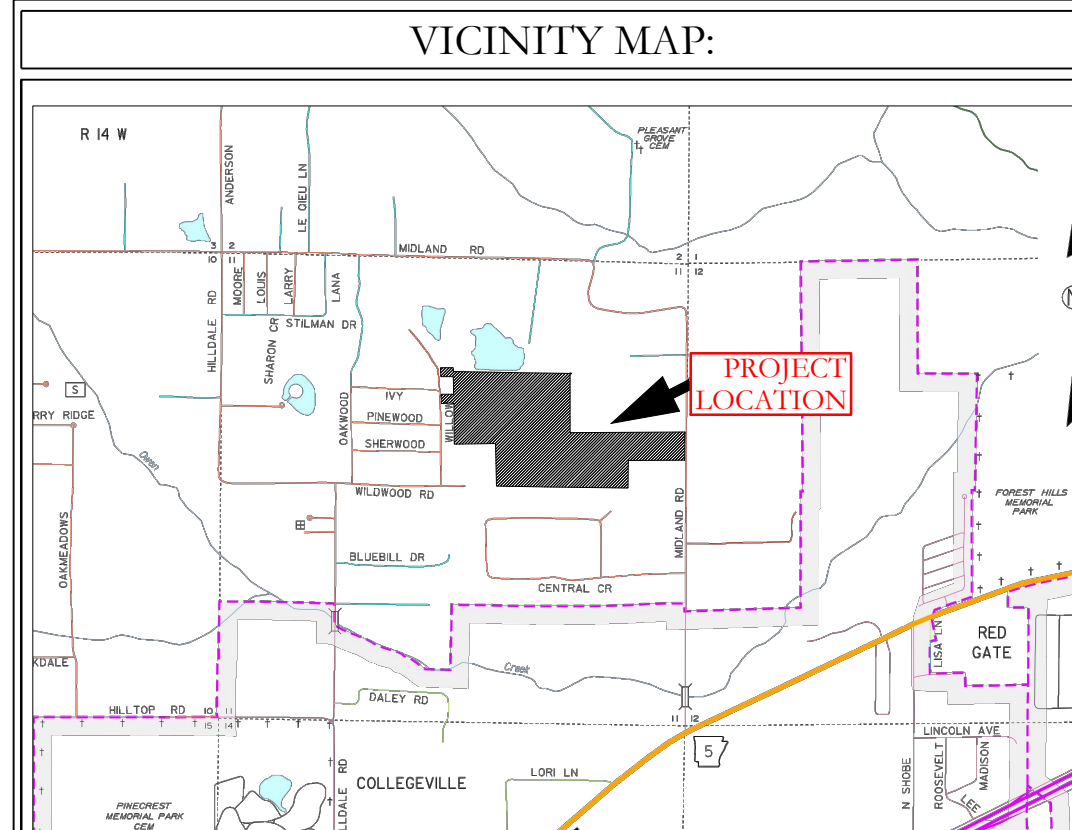 VICINITY MAP:
R 14 W
ANDERSON
LE QIEU LN
PLEASANT
GROVE
CEM
3 2
10 11
MIDLAND RD
2 1
11 12
HILLDALE RD
MOORE
LOUIS
LARRY
LANA
STILMAN DR
SHARON CR
S
RRY RIDGE
OAKWOOD
IVY
PINEWOOD
SHERWOOD
PROJECT
LOCATION
N
Owen
WILDWOOD RD
MIDLAND RD
FOREST HILLS
MEMORIAL
PARK
OAKMEADOWS
BLUEBILL DR
CENTRAL CR
LISA LN
RED
GATE
KDALE
Creek
DALEY RD
HILLTOP RD
10 11
15 14
11 12
5
LINCOLN AVE
LLDALE RD
COLLEGEVILLE
LORI LN
N SHOBE
ROOSEVELT
MADISON
LEE
PINECREST
MEMORIAL PARK
CEM